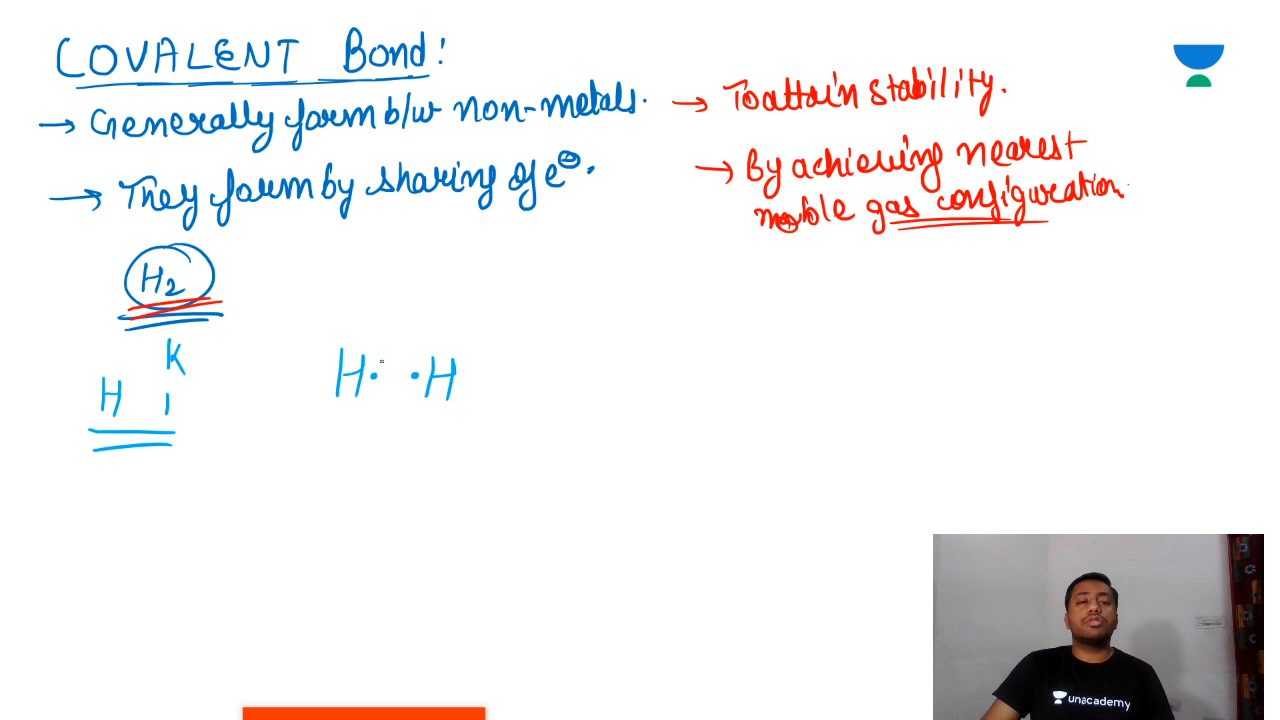 COVALENT Bond:
→ Generally form b/w non-metals.
→ They form by sharing of e⊖.
→ To attain stability.
→ By achieving nearest
noble gas configuration.
H2
K
H 1
H· ·H
unacademy